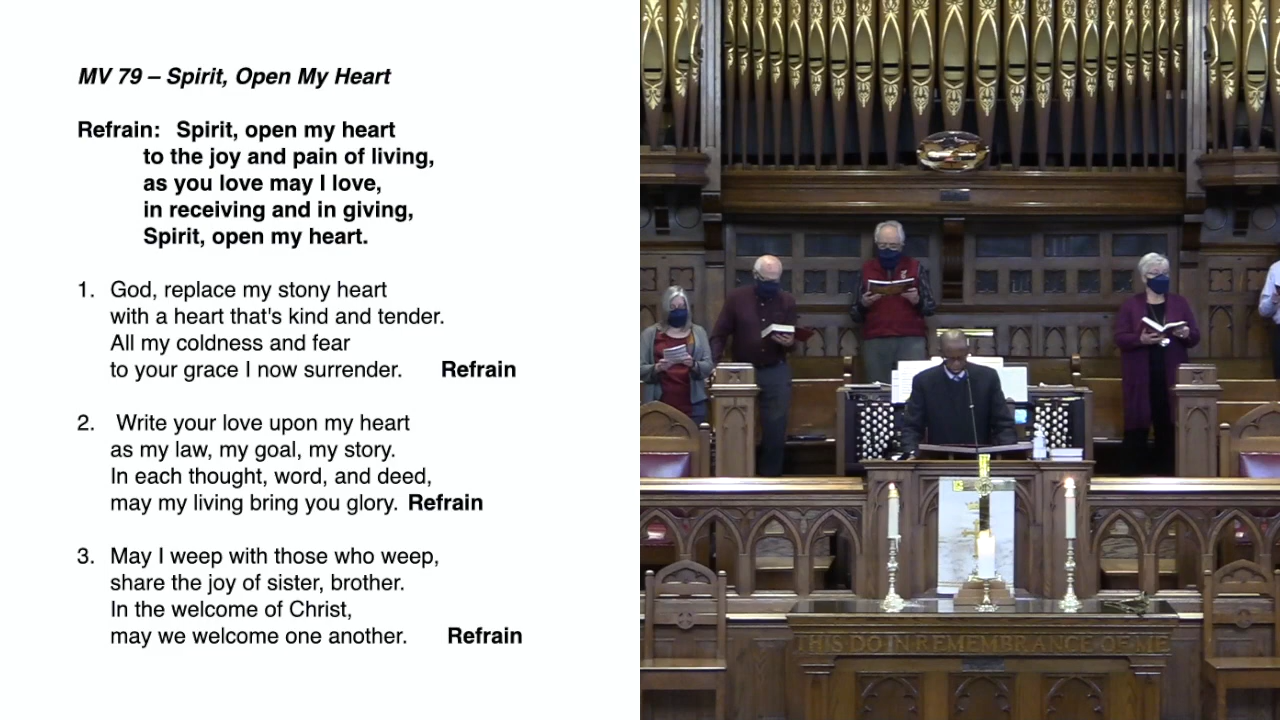 MV 79 – Spirit, Open My Heart
Refrain: Spirit, open my heart
to the joy and pain of living,
as you love may I love,
in receiving and in giving,
Spirit, open my heart.
1. God, replace my stony heart
with a heart that's kind and tender.
All my coldness and fear
to your grace I now surrender. Refrain
2. Write your love upon my heart
as my law, my goal, my story.
In each thought, word, and deed,
may my living bring you glory. Refrain
3. May I weep with those who weep,
share the joy of sister, brother.
In the welcome of Christ,
may we welcome one another. Refrain
THIS DO IN REMEMBRANCE OF ME